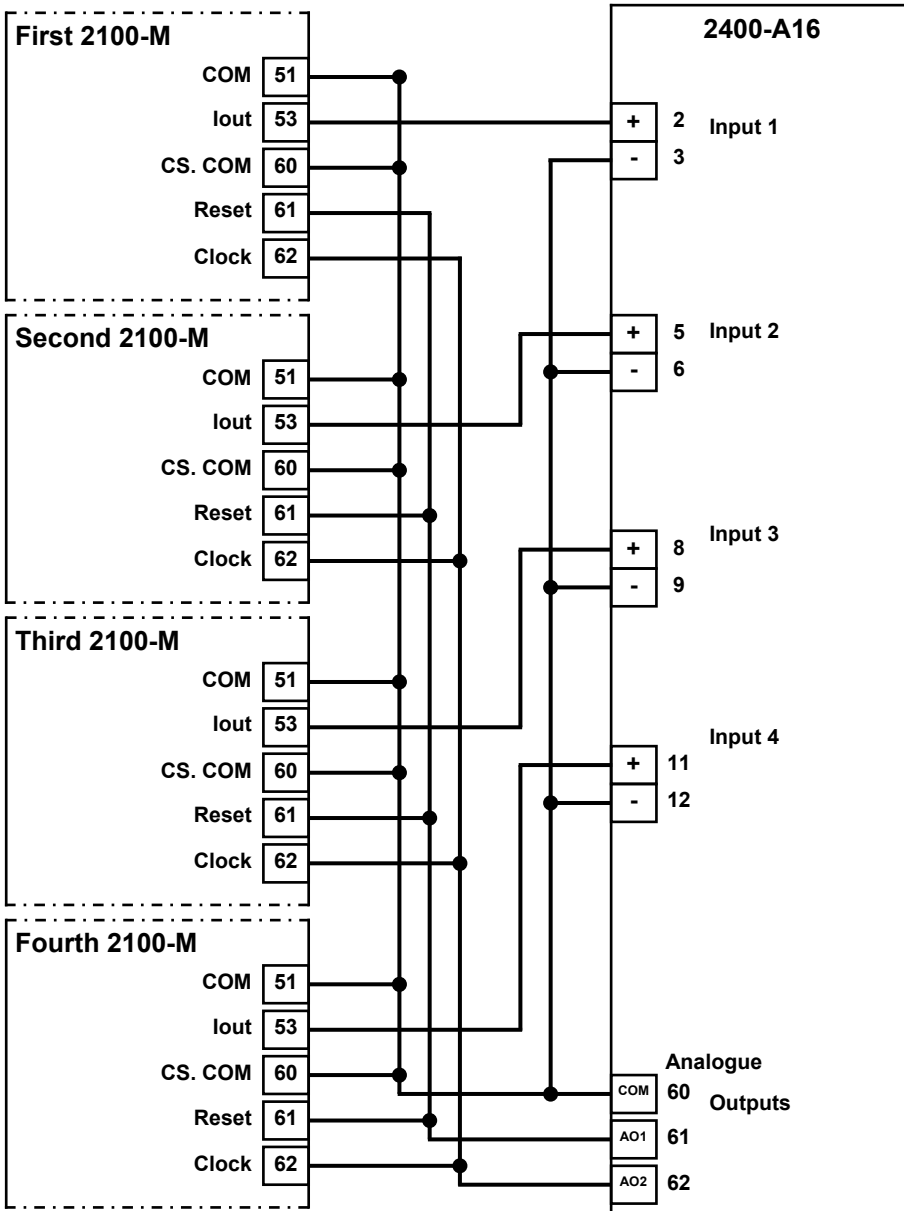 First 2100-M
COM 51
Iout 53
CS. COM 60
Reset 61
Clock 62
Second 2100-M
COM 51
Iout 53
CS. COM 60
Reset 61
Clock 62
Third 2100-M
COM 51
Iout 53
CS. COM 60
Reset 61
Clock 62
Fourth 2100-M
COM 51
Iout 53
CS. COM 60
Reset 61
Clock 62
2400-A16
+ 2 Input 1
- 3
+ 5 Input 2
- 6
+ 8 Input 3
- 9
+ 11 Input 4
- 12
Analogue
COM 60 Outputs
AO1 61
AO2 62